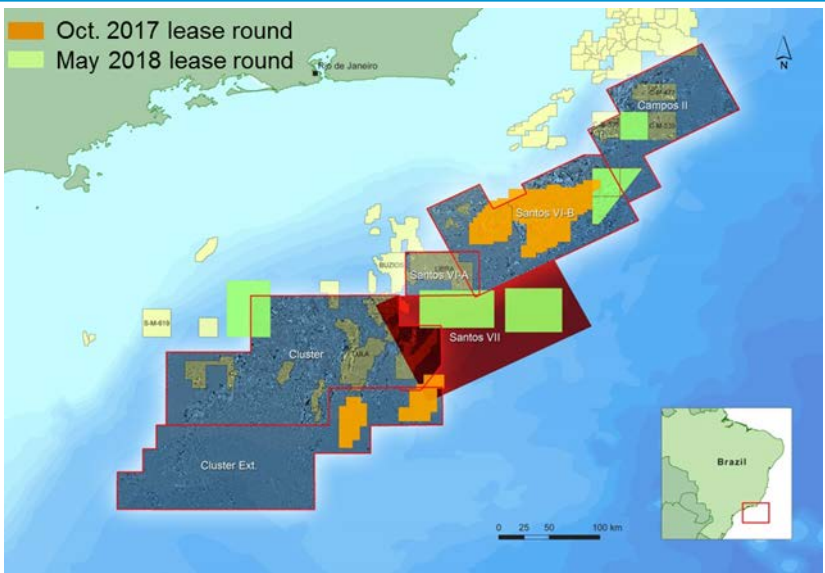 Oct. 2017 lease round
May 2018 lease round
Rio de Janeiro
N
Campos II
Santos VI-B
BUZIOS
LIBRA
Santos VI-A
S-M-619
Santos VII
Cluster
LULA
Cluster Ext.
Brazil
0 25 50 100 km